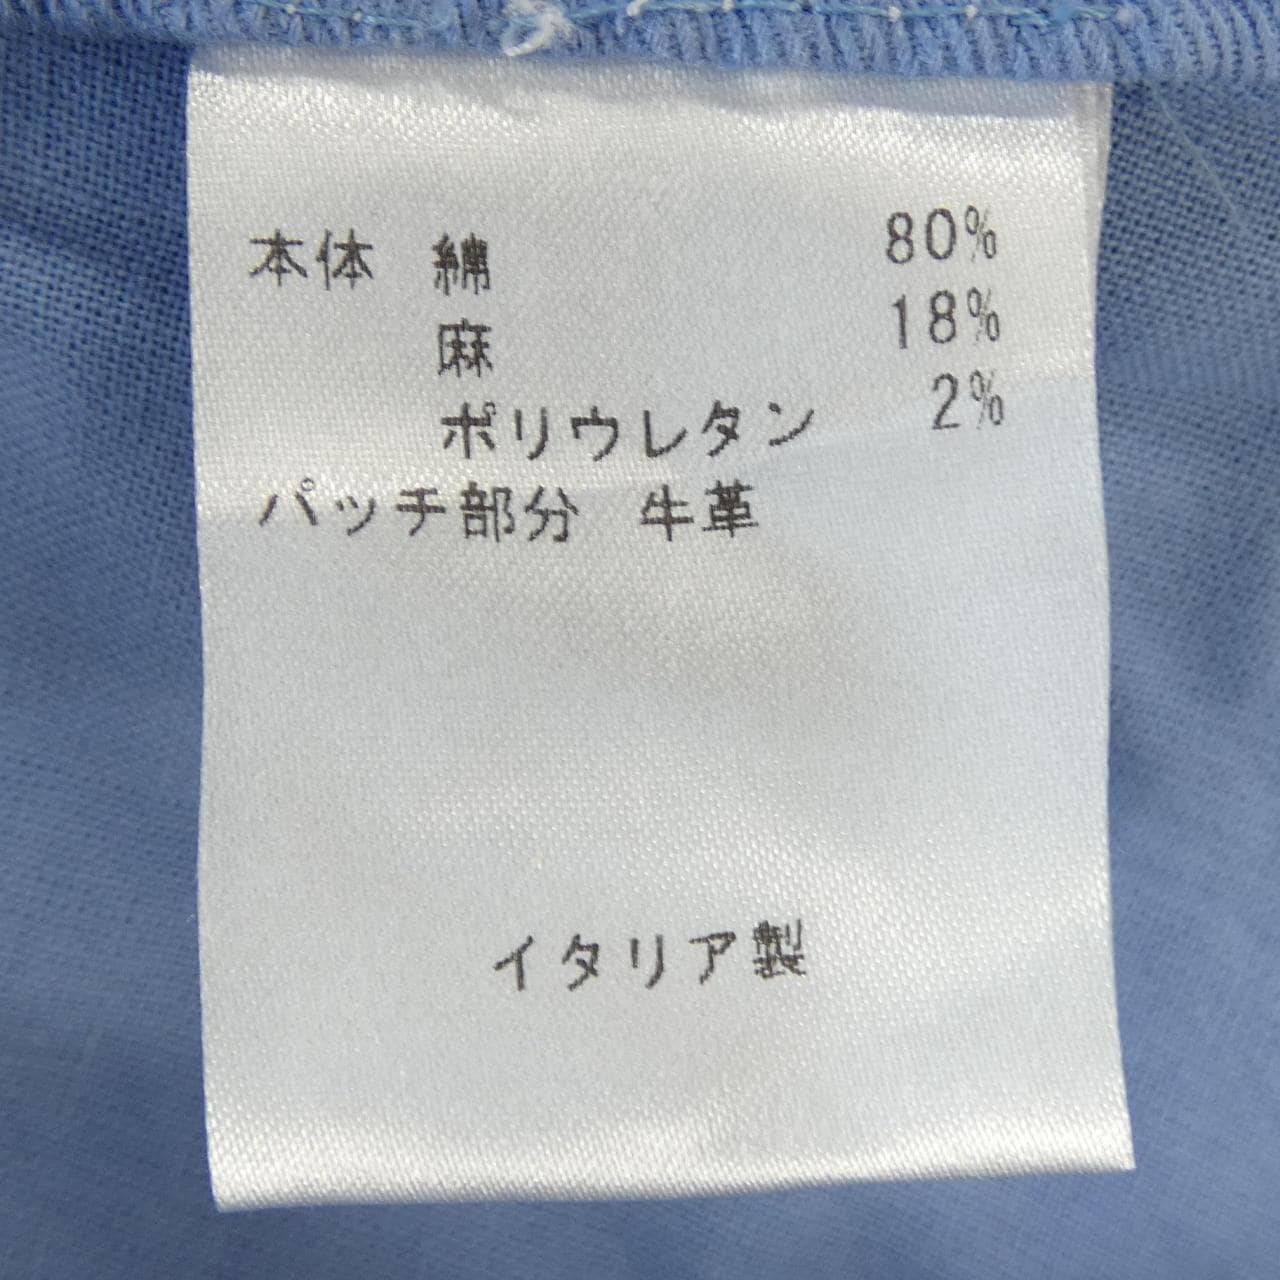 本体 綿 80%
麻 18%
ポリウレタン 2%
パッチ部分 牛革
イタリア製